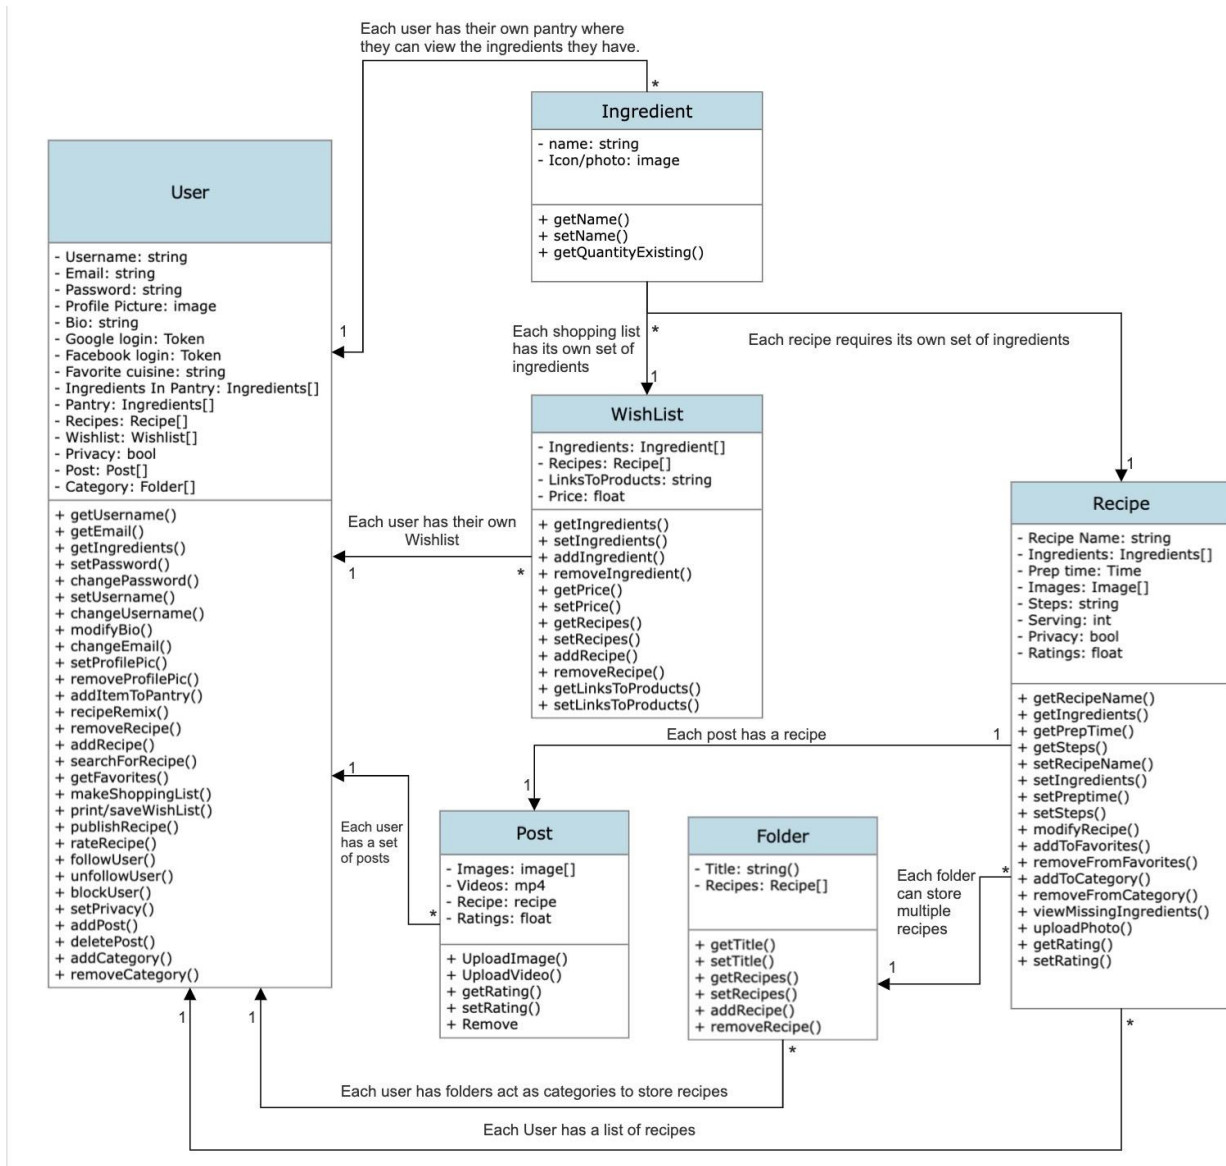 Each user has their own pantry where
they can view the ingredients they have.
*
Ingredient
- name: string
- Icon/photo: image
+ getName()
+ setName()
+ getQuantityExisting()
User
- Username: string
- Email: string
- Password: string
- Profile Picture: image
- Bio: string
- Google login: Token
- Facebook login: Token
- Favorite cuisine: string
- Ingredients In Pantry: Ingredients[]
- Pantry: Ingredients[]
- Recipes: Recipe[]
- Wishlist: Wishlist[]
- Privacy: bool
- Post: Post[]
- Category: Folder[]
+ getUsername()
+ getEmail()
+ getIngredients()
+ setPassword()
+ changePassword()
+ setUsername()
+ changeUsername()
+ modifyBio()
+ changeEmail()
+ setProfilePic()
+ removeProfilePic()
+ addItemToPantry()
+ recipeRemix()
+ removeRecipe()
+ addRecipe()
+ searchForRecipe()
+ getFavorites()
+ makeShoppingList()
+ print/saveWishList()
+ publishRecipe()
+ rateRecipe()
+ followUser()
+ unfollowUser()
+ blockUser()
+ setPrivacy()
+ addPost()
+ deletePost()
+ addCategory()
+ removeCategory()
1
Each shopping list
has its own set of
ingredients
*
1
Each recipe requires its own set of ingredients
1
WishList
- Ingredients: Ingredient[]
- Recipes: Recipe[]
- LinksToProducts: string
- Price: float
+ getIngredients()
+ setIngredients()
+ addIngredient()
+ removeIngredient()
+ getPrice()
+ setPrice()
+ getRecipes()
+ setRecipes()
+ addRecipe()
+ removeRecipe()
+ getLinksToProducts()
+ setLinksToProducts()
Each user has their own
Wishlist
1
*
Recipe
- Recipe Name: string
- Ingredients: Ingredients[]
- Prep time: Time
- Images: Image[]
- Steps: string
- Serving: int
- Privacy: bool
- Ratings: float
+ getRecipeName()
+ getIngredients()
+ getPrepTime()
+ getSteps()
+ setRecipeName()
+ setIngredients()
+ setPreptime()
+ setSteps()
+ modifyRecipe()
+ addToFavorites()
+ removeFromFavorites()
+ addToCategory()
+ removeFromCategory()
+ viewMissingIngredients()
+ uploadPhoto()
+ getRating()
+ setRating()
Each post has a recipe
1
1
1
Each user
has a set
of posts
*
Post
- Images: image[]
- Videos: mp4
- Recipe: recipe
- Ratings: float
+ UploadImage()
+ UploadVideo()
+ getRating()
+ setRating()
+ Remove
Folder
- Title: string()
- Recipes: Recipe[]
+ getTitle()
+ setTitle()
+ getRecipes()
+ setRecipes()
+ addRecipe()
+ removeRecipe()
Each folder
can store
multiple
recipes
*
1
1
1
*
*
Each user has folders act as categories to store recipes
Each User has a list of recipes